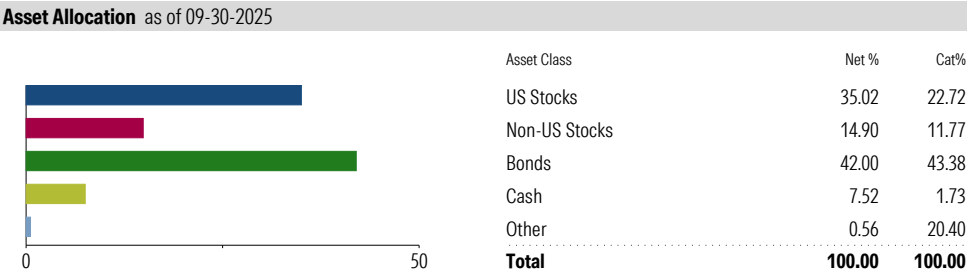 Asset Allocation as of 09-30-2025
Asset Class Net % Cat%
US Stocks 35.02 22.72
Non-US Stocks 14.90 11.77
Bonds 42.00 43.38
Cash 7.52 1.73
Other 0.56 20.40
0 50
Total 100.00 100.00